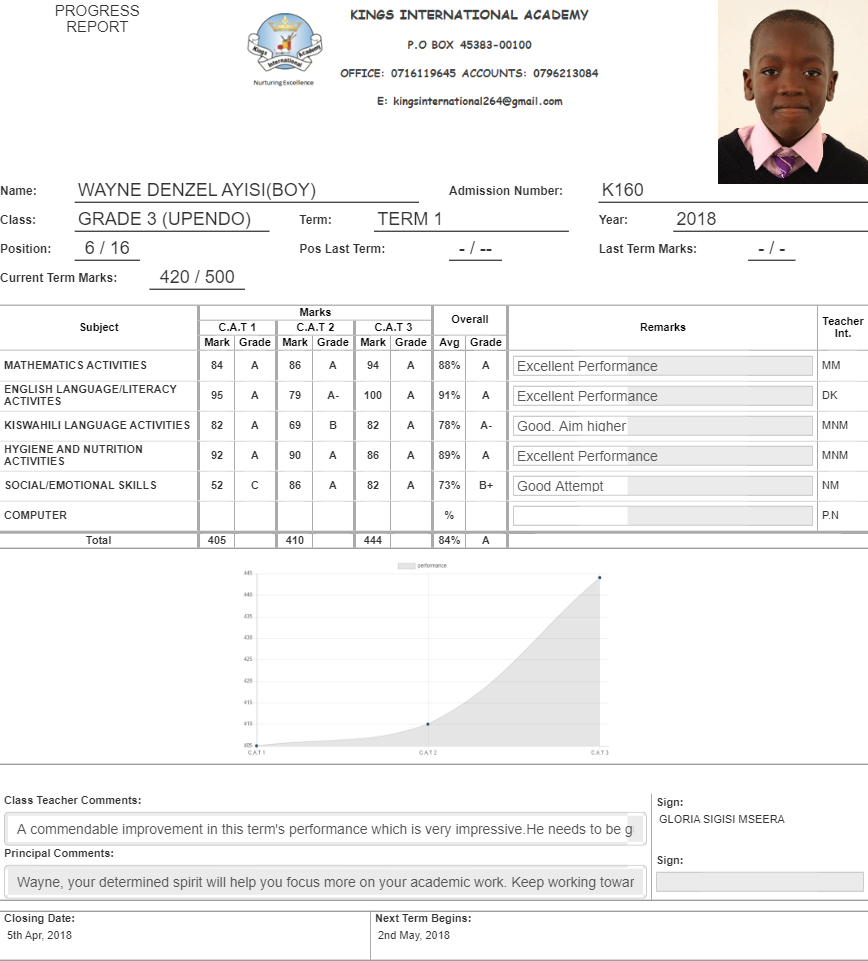 PROGRESS
REPORT
KINGS INTERNATIONAL ACADEMY
P.O BOX 45383-00100
OFFICE: 0716119645 ACCOUNTS: 0796213084
E: kingsinternational264@gmail.com
Kings International Academy
Nurturing Excellence
Name: WAYNE DENZEL AYISI(BOY) Admission Number: K160
Class: GRADE 3 (UPENDO) Term: TERM 1 Year: 2018
Position: 6 / 16 Pos Last Term: - / -- Last Term Marks: - / -
Current Term Marks: 420 / 500
Subject Marks Overall Remarks Teacher Int.
C.A.T 1 C.A.T 2 C.A.T 3
Mark Grade Mark Grade Mark Grade Avg Grade
MATHEMATICS ACTIVITIES 84 A 86 A 94 A 88% A Excellent Performance MM
ENGLISH LANGUAGE/LITERACY ACTIVITES 95 A 79 A- 100 A 91% A Excellent Performance DK
KISWAHILI LANGUAGE ACTIVITIES 82 A 69 B 82 A 78% A- Good. Aim higher MNM
HYGIENE AND NUTRITION ACTIVITIES 92 A 90 A 86 A 89% A Excellent Performance MNM
SOCIAL/EMOTIONAL SKILLS 52 C 86 A 82 A 73% B+ Good Attempt NM
COMPUTER % P.N
Total 405 410 444 84% A
performance
445
440
435
430
425
420
415
410
405
C.A.T 1 C.A.T 2 C.A.T 3
Class Teacher Comments:
A commendable improvement in this term's performance which is very impressive.He needs to be g
Sign:
GLORIA SIGISI MSEERA
Principal Comments:
Wayne, your determined spirit will help you focus more on your academic work. Keep working towar
Sign:
Closing Date: Next Term Begins:
5th Apr, 2018 2nd May, 2018